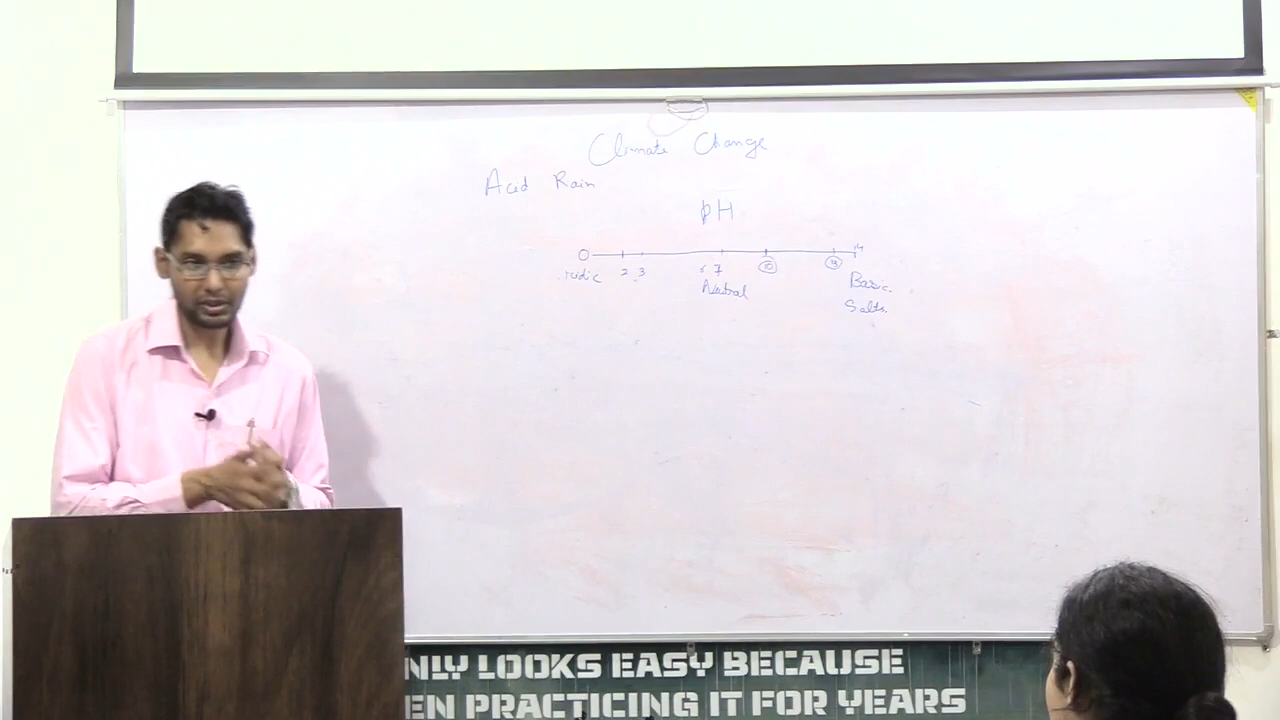 Climate Change
Acid Rain
pH
0 14
2 3 7 10 13
Neutral Basic.
Salts.
NLY LOOKS EASY BECAUSE
EN PRACTICING IT FOR YEARS